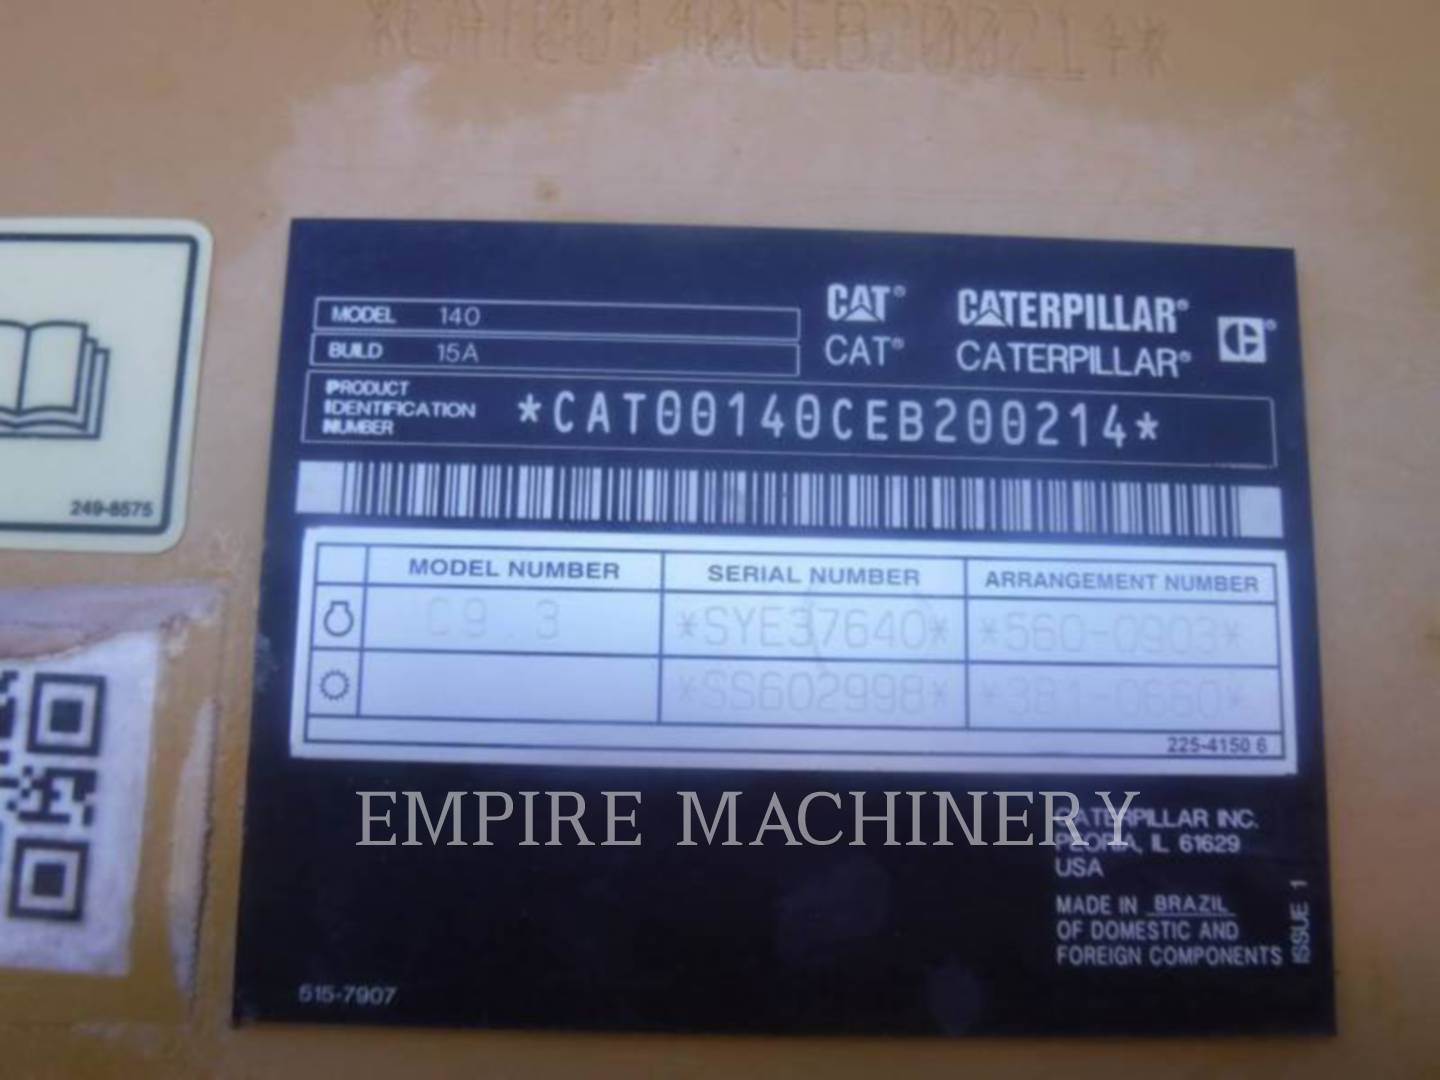 *CAT00140CEB200214*
MODEL 140
BUILD 15A
CAT® CATERPILLAR®
CAT® CATERPILLAR®
PRODUCT IDENTIFICATION NUMBER *CAT00140CEB200214*
249-8575
MODEL NUMBER SERIAL NUMBER ARRANGEMENT NUMBER
C9.3 *SYE37640* *560-0903*
*SS602998* *381-0660*
225-4150 6
EMPIRE MACHINERY
CATERPILLAR INC.
PEORIA, IL 61629
USA
MADE IN BRAZIL
OF DOMESTIC AND
FOREIGN COMPONENTS
ISSUE 1
515-7907